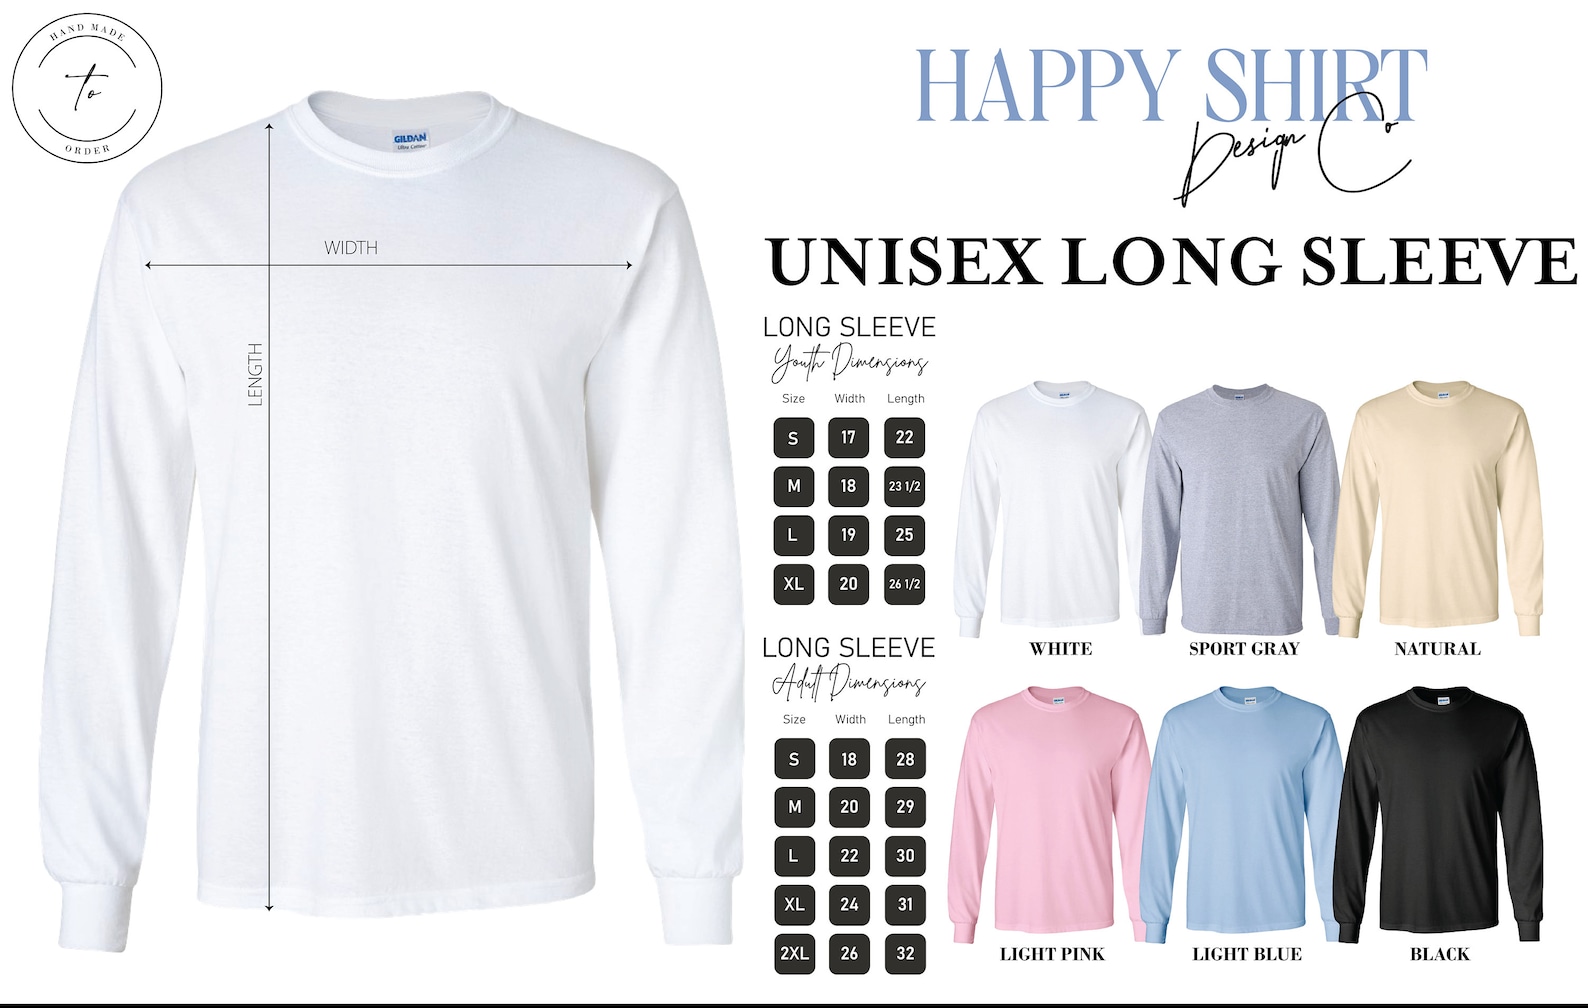 HAND MADE
to
ORDER
GILDAN
Ultra Cotton
WIDTH
LENGTH
HAPPY SHIRT
Design Co
UNISEX LONG SLEEVE
LONG SLEEVE
Youth Dimensions
Size Width Length
S 17 22
M 18 23 1/2
L 19 25
XL 20 26 1/2
LONG SLEEVE
Adult Dimensions
Size Width Length
S 18 28
M 20 29
L 22 30
XL 24 31
2XL 26 32
WHITE SPORT GRAY NATURAL
LIGHT PINK LIGHT BLUE BLACK